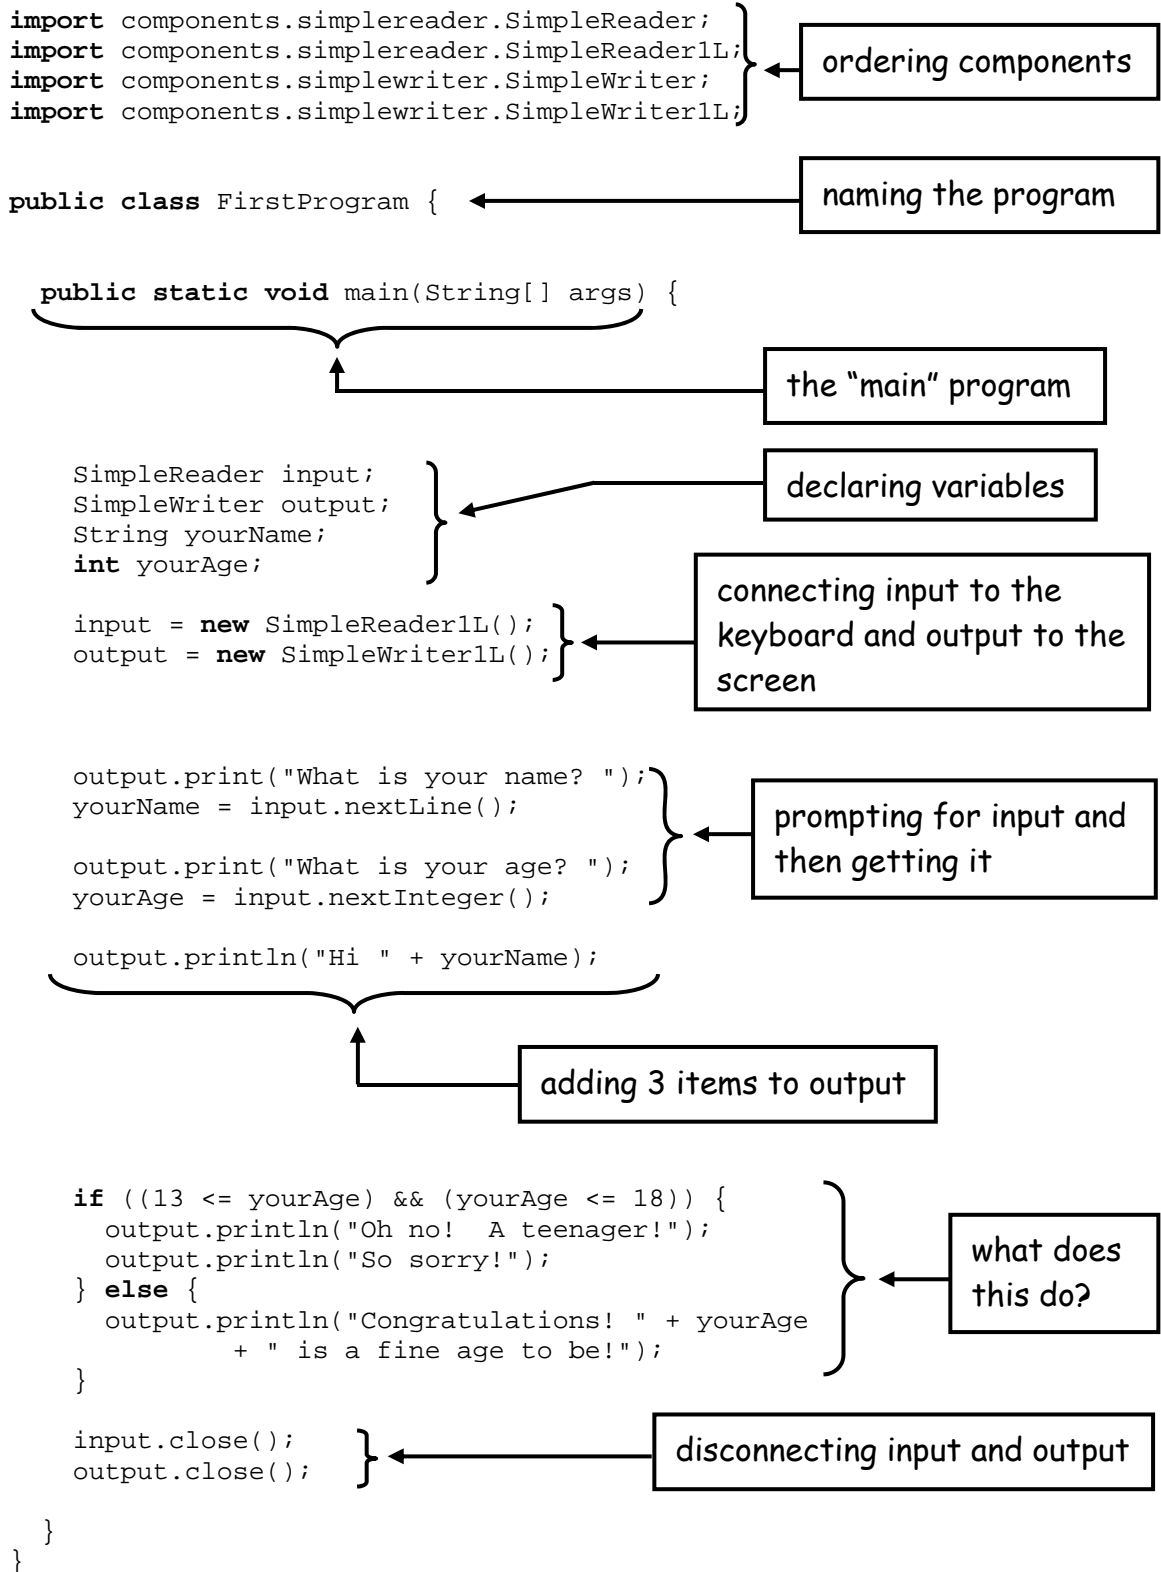 import components.simplereader.SimpleReader;
import components.simplereader.SimpleReader1L;
import components.simplewriter.SimpleWriter;
import components.simplewriter.SimpleWriter1L;
ordering components
public class FirstProgram {
naming the program
public static void main(String[] args) {
the “main” program
SimpleReader input;
SimpleWriter output;
String yourName;
int yourAge;
declaring variables
input = new SimpleReader1L();
output = new SimpleWriter1L();
connecting input to the
keyboard and output to the
screen
output.print("What is your name? ");
yourName = input.nextLine();
output.print("What is your age? ");
yourAge = input.nextInteger();
prompting for input and
then getting it
output.println("Hi " + yourName);
adding 3 items to output
if ((13 <= yourAge) && (yourAge <= 18)) {
output.println("Oh no!  A teenager!");
output.println("So sorry!");
} else {
output.println("Congratulations! " + yourAge
+ " is a fine age to be!");
}
what does
this do?
input.close();
output.close();
disconnecting input and output
}
}